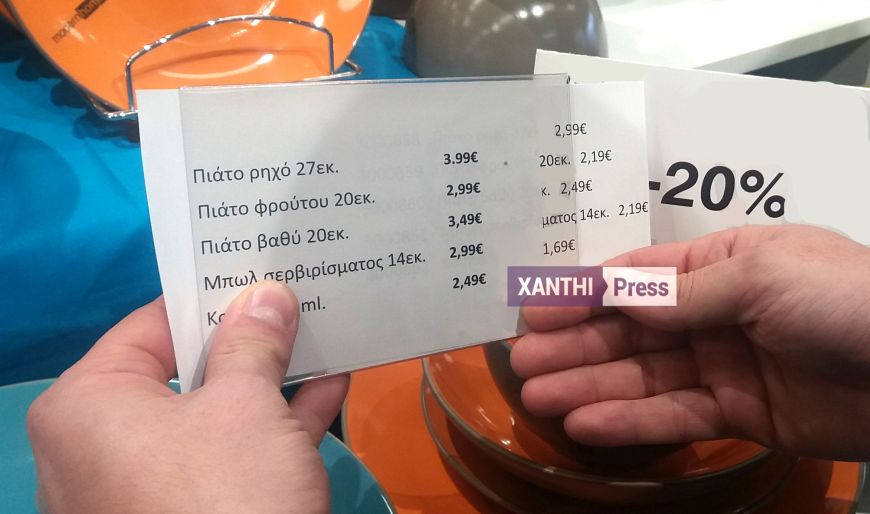 modern home
Πιάτο ρηχό 27εκ. 3.99€
Πιάτο φρούτου 20εκ. 2,99€
Πιάτο βαθύ 20εκ. 3,49€
Μπωλ σερβιρίσματος 14εκ. 2,99€
ml. 2,49€
2,99€
20εκ. 2,19€
κ. 2,49€
ματος 14εκ. 2,19€
1,69€
-20%
XANTHI Press